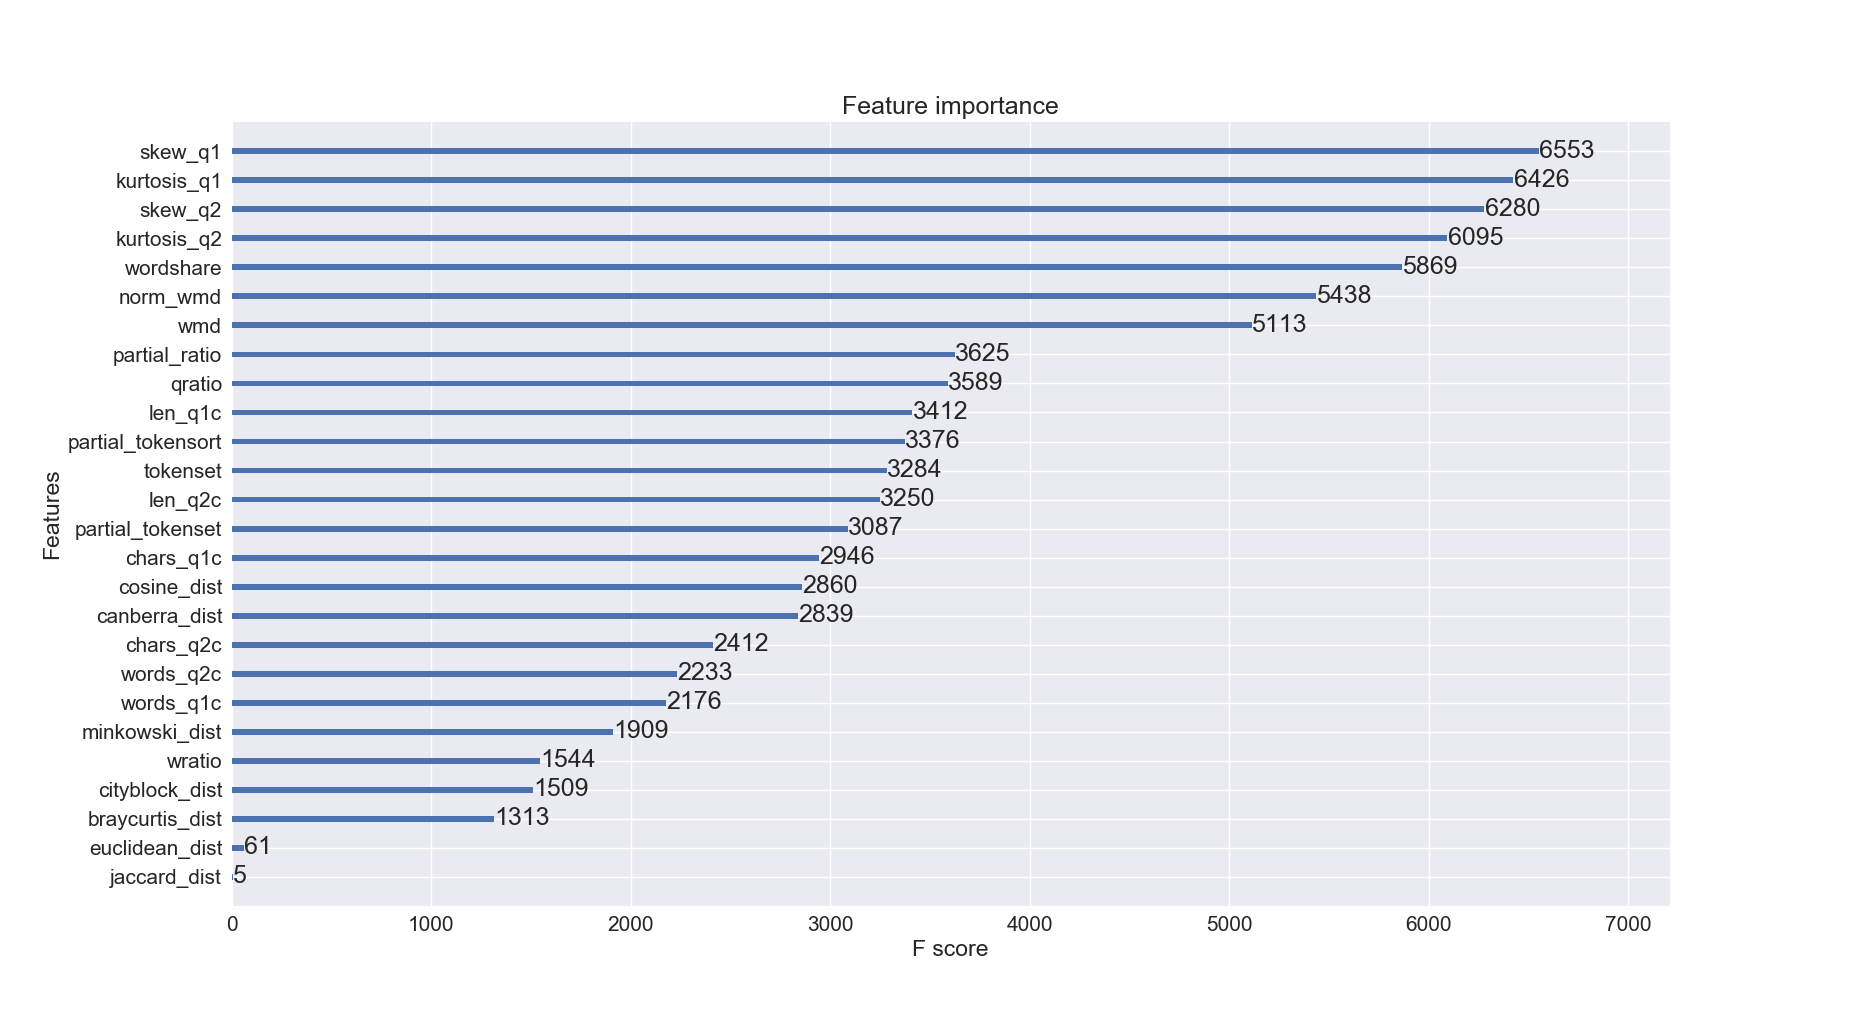 Feature importance
skew_q1 6553
kurtosis_q1 6426
skew_q2 6280
kurtosis_q2 6095
wordshare 5869
norm_wmd 5438
wmd 5113
partial_ratio 3625
qratio 3589
len_q1c 3412
partial_tokensort 3376
tokenset 3284
len_q2c 3250
partial_tokenset 3087
chars_q1c 2946
cosine_dist 2860
canberra_dist 2839
chars_q2c 2412
words_q2c 2233
words_q1c 2176
minkowski_dist 1909
wratio 1544
cityblock_dist 1509
braycurtis_dist 1313
euclidean_dist 61
jaccard_dist 5
Features
0 1000 2000 3000 4000 5000 6000 7000
F score